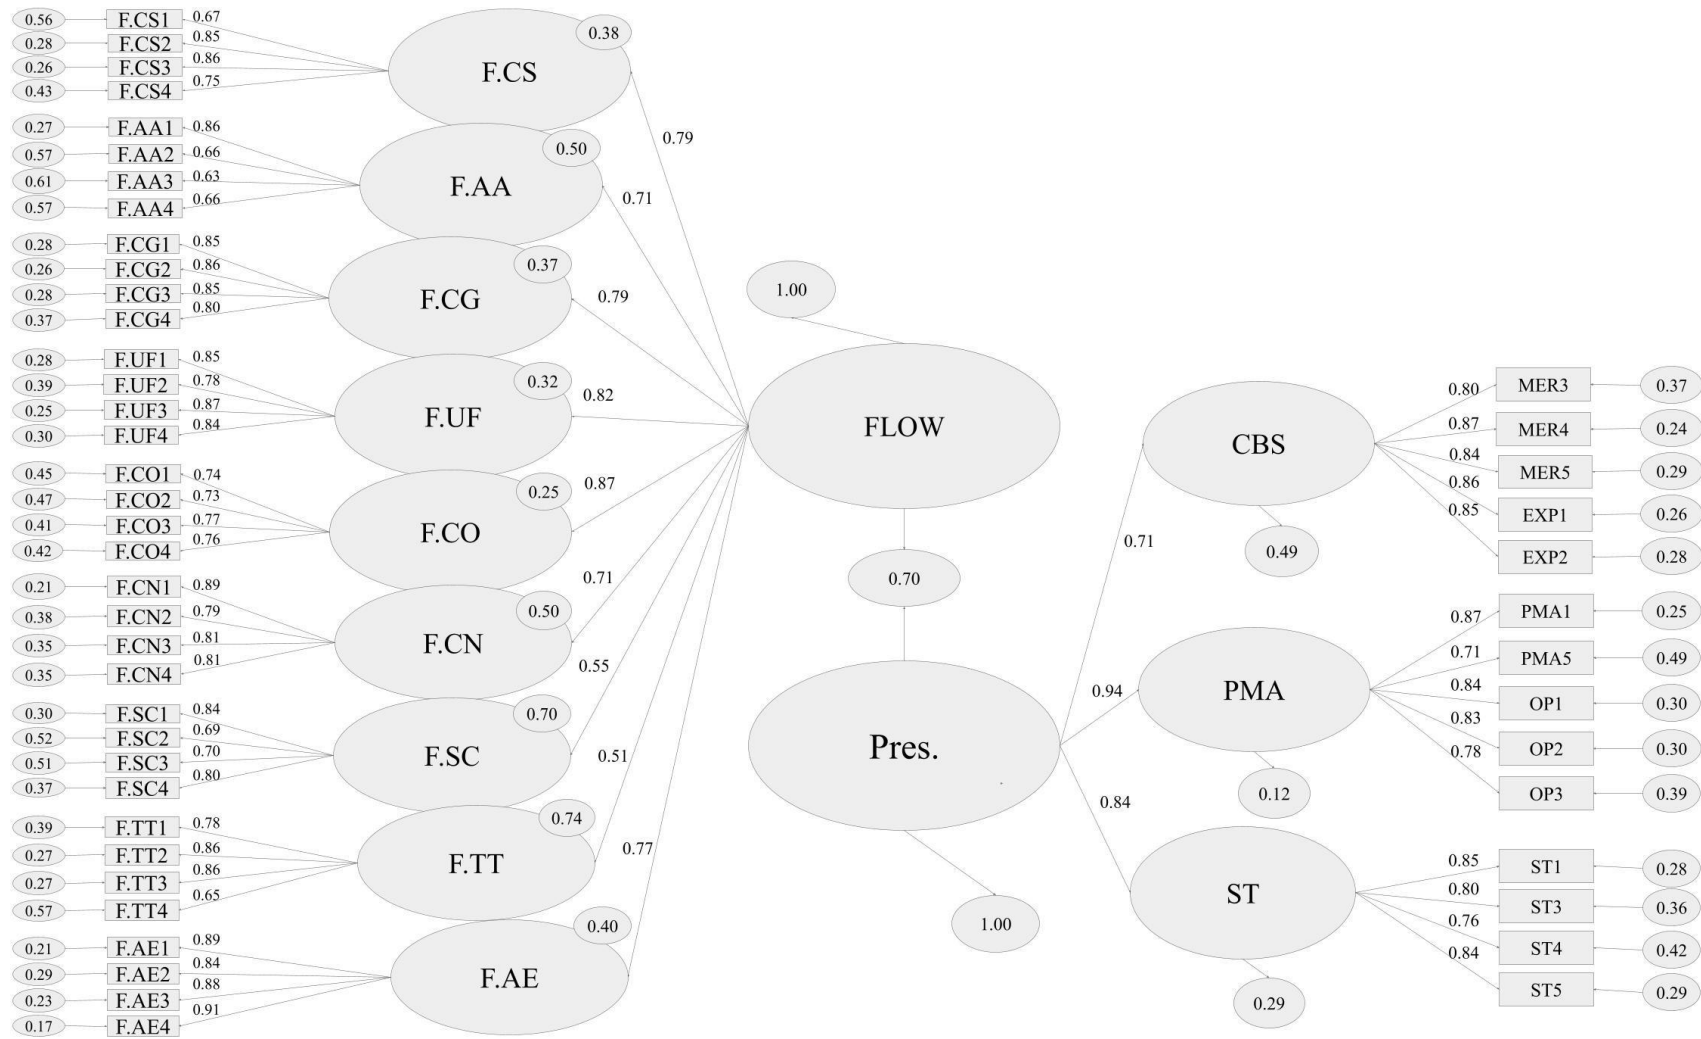 0.56 F.CS1 0.67
0.28 F.CS2 0.85
0.26 F.CS3 0.86
0.43 F.CS4 0.75
F.CS 0.38
0.79
0.27 F.AA1 0.86
0.57 F.AA2 0.66
0.61 F.AA3 0.63
0.57 F.AA4 0.66
F.AA 0.50
0.71
0.28 F.CG1 0.85
0.26 F.CG2 0.86
0.28 F.CG3 0.85
0.37 F.CG4 0.80
F.CG 0.37
0.79
0.28 F.UF1 0.85
0.39 F.UF2 0.78
0.25 F.UF3 0.87
0.30 F.UF4 0.84
F.UF 0.32
0.82
0.45 F.CO1 0.74
0.47 F.CO2 0.73
0.41 F.CO3 0.77
0.42 F.CO4 0.76
F.CO 0.25
0.87
0.21 F.CN1 0.89
0.38 F.CN2 0.79
0.35 F.CN3 0.81
0.35 F.CN4 0.81
F.CN 0.50
0.71
0.30 F.SC1 0.84
0.52 F.SC2 0.69
0.51 F.SC3 0.70
0.37 F.SC4 0.80
F.SC 0.70
0.55
0.39 F.TT1 0.78
0.27 F.TT2 0.86
0.27 F.TT3 0.86
0.57 F.TT4 0.65
F.TT 0.74
0.51
0.21 F.AE1 0.89
0.29 F.AE2 0.84
0.23 F.AE3 0.88
0.17 F.AE4 0.91
F.AE 0.40
0.77
1.00
FLOW
0.70
Pres.
1.00
0.71
CBS
0.49
0.80 MER3 0.37
0.87 MER4 0.24
0.84 MER5 0.29
0.86 EXP1 0.26
0.85 EXP2 0.28
0.94
PMA
0.12
0.87 PMA1 0.25
0.71 PMA5 0.49
0.84 OP1 0.30
0.83 OP2 0.30
0.78 OP3 0.39
0.84
ST
0.29
0.85 ST1 0.28
0.80 ST3 0.36
0.76 ST4 0.42
0.84 ST5 0.29